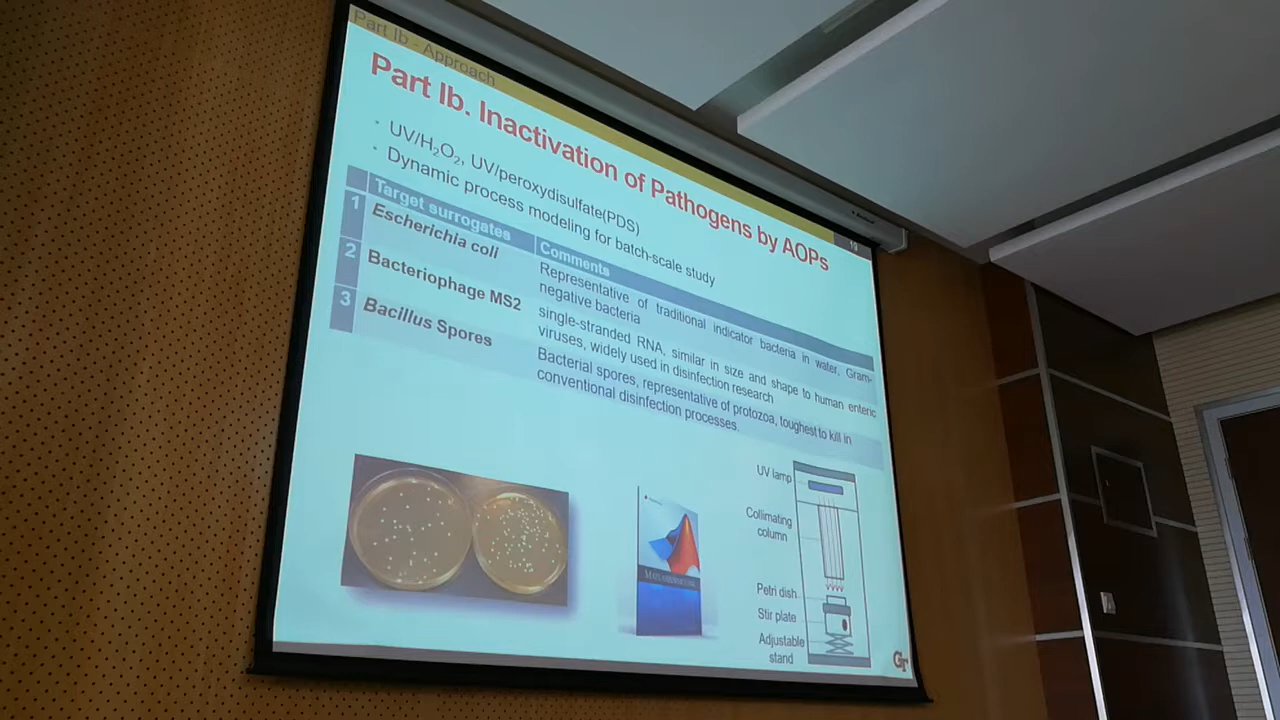 Part Ib - Approach
Part Ib. Inactivation of Pathogens by AOPs
19
• UV/H₂O₂, UV/peroxydisulfate(PDS)
• Dynamic process modeling for batch-scale study
Target surrogates Comments
1 Escherichia coli Representative of traditional indicator bacteria in water, Gram-
negative bacteria
2 Bacteriophage MS2 single-stranded RNA, similar in size and shape to human enteric
viruses, widely used in disinfection research
3 Bacillus Spores Bacterial spores, representative of protozoa, toughest to kill in
conventional disinfection processes.
UV lamp
Collimating
column
Petri dish
Stir plate
Adjustable
stand
GT